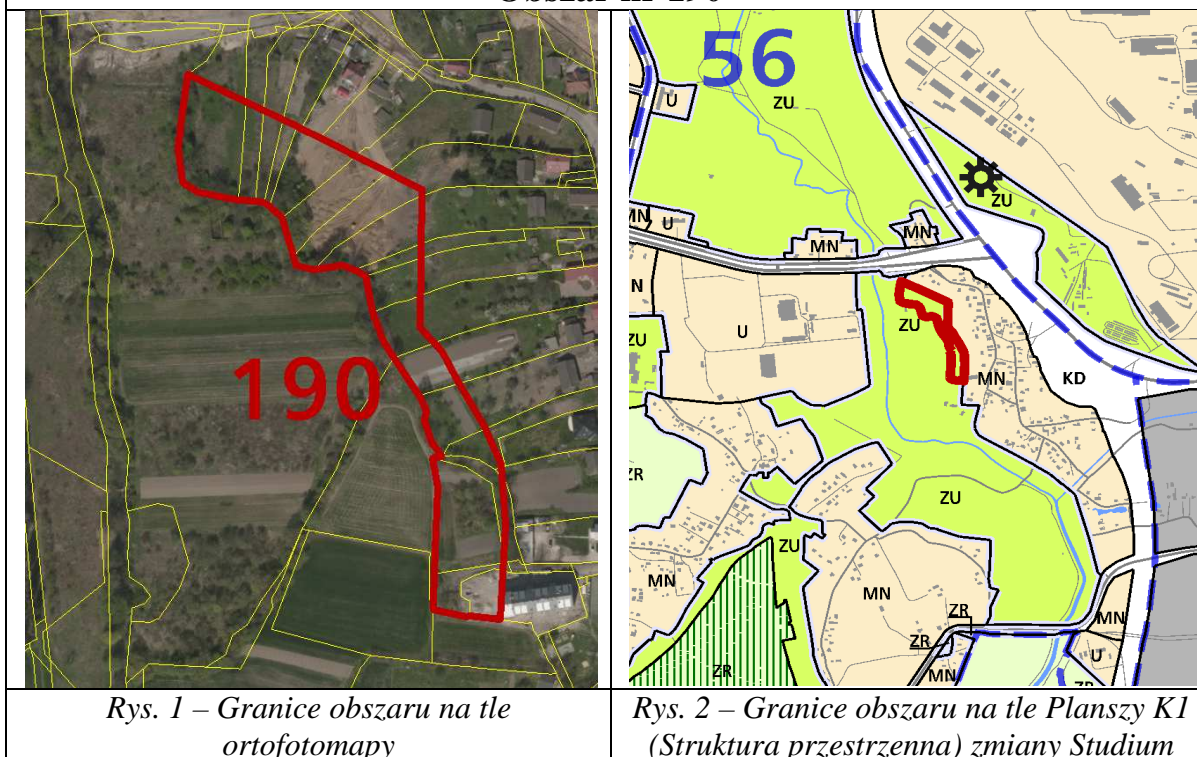 190
56
ZU
U
ZU
MN
U
MN
MN
N
U
ZU
ZU
MN
KD
ZR
ZU
ZU
MN
MN
ZR
MN
ZR
U
MN
ZR
Rys. 1 – Granice obszaru na tle
ortofotomapy
Rys. 2 – Granice obszaru na tle Planszy K1
(Struktura przestrzenna) zmiany Studium